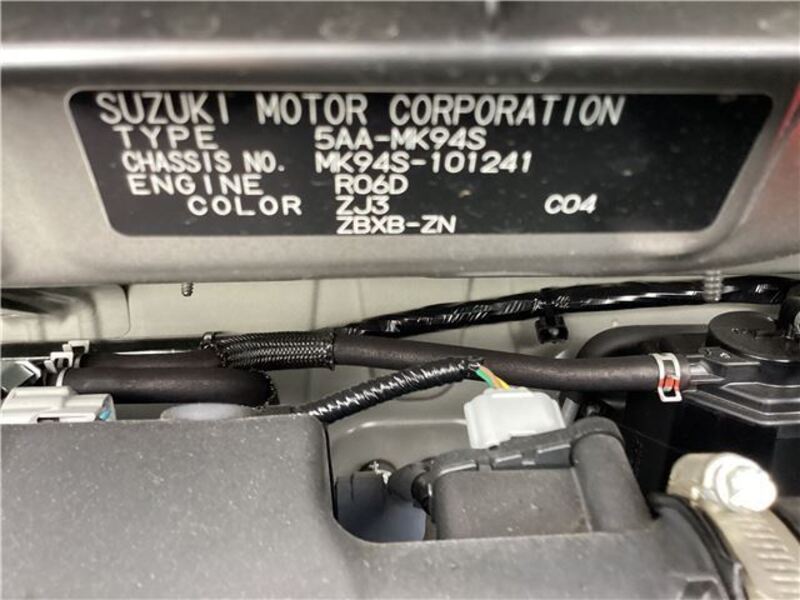 SUZUKI MOTOR CORPORATION
TYPE 5AA-MK94S
CHASSIS NO. MK94S-101241
ENGINE R06D
COLOR ZJ3 C04
ZBXB-ZN